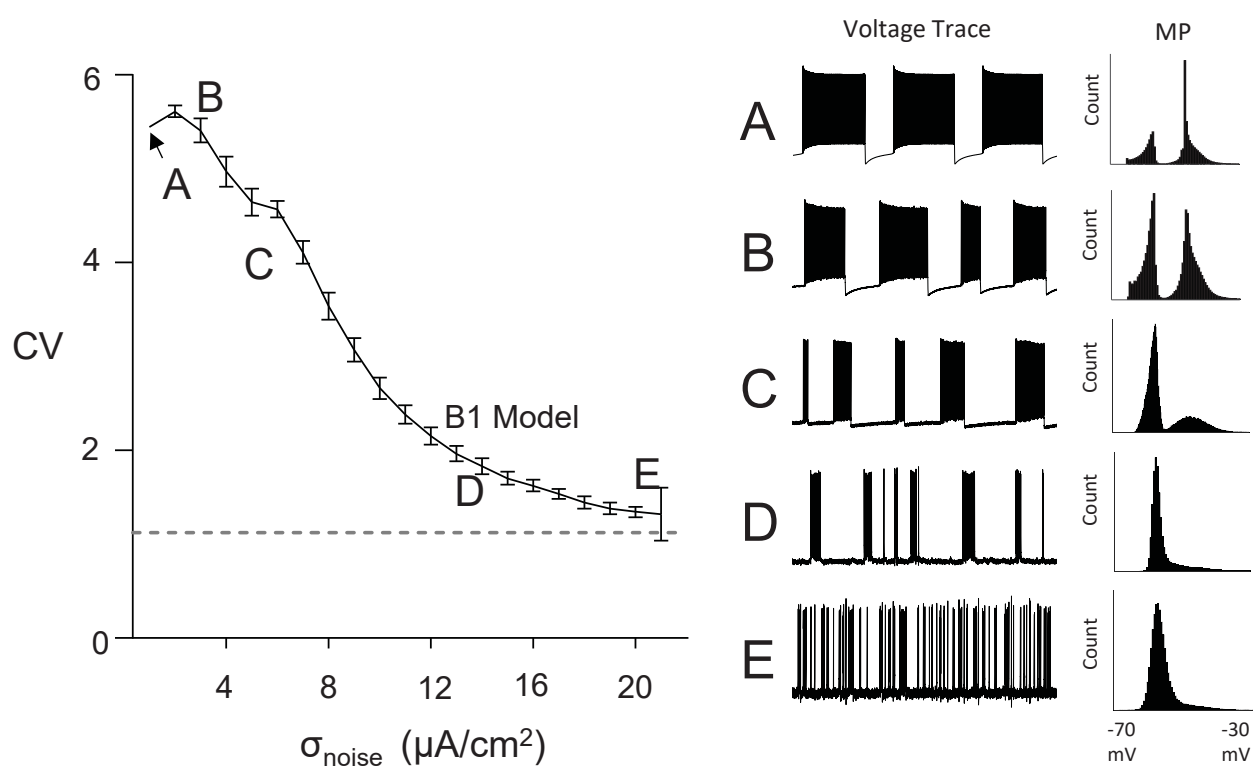 6
4
CV
2
0
A
B
C
B1 Model
D
E
4
8
12
16
20
σnoise (µA/cm²)
Voltage Trace
MP
A
Count
B
Count
C
Count
D
Count
E
Count
-70
mV
-30
mV